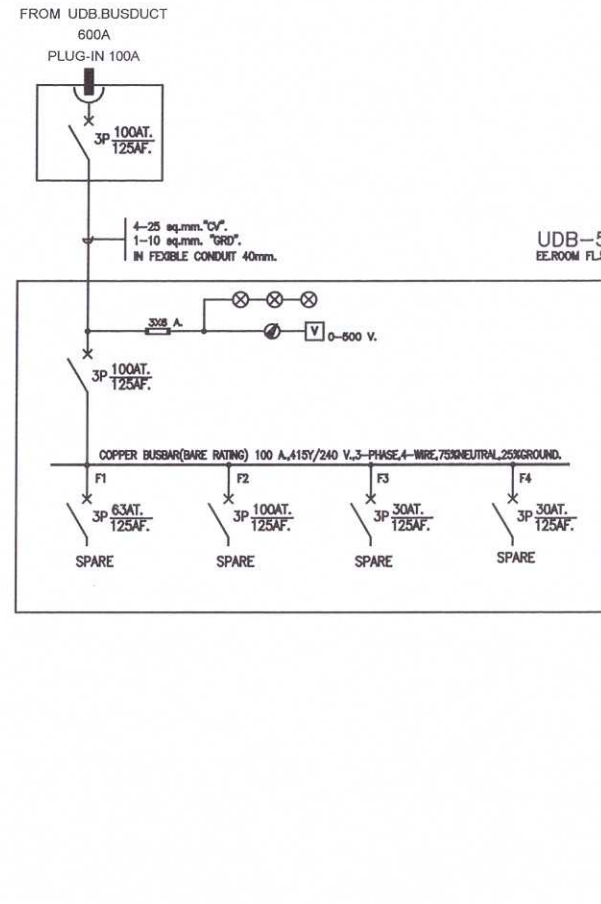 FROM UDB.BUSDUCT
600A
PLUG-IN 100A
3P 100AT.
125AF.
4-25 sq.mm."CV".
1-10 sq.mm. "GRD".
IN FEXIBLE CONDUIT 40mm.
UDB-5
EE.ROOM FL.5
3X6 A.
V 0-500 V.
3P 100AT.
125AF.
COPPER BUSBAR(BARE RATING) 100 A.,415Y/240 V.,3-PHASE,4-WIRE,75%NEUTRAL,25%GROUND.
F1 F2 F3 F4
3P 63AT. 3P 100AT. 3P 30AT. 3P 30AT.
125AF. 125AF. 125AF. 125AF.
SPARE SPARE SPARE SPARE